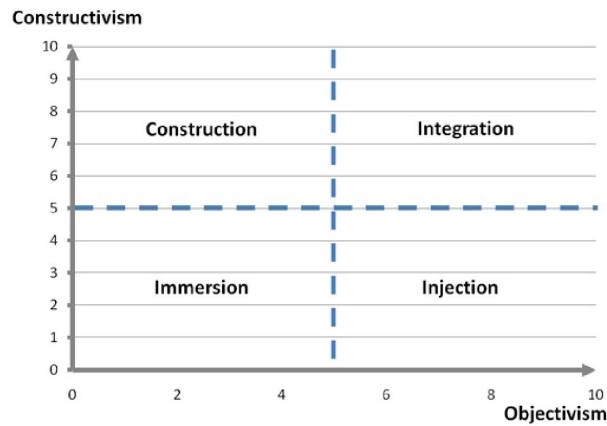 Constructivism
10
9
8
7
6
5
4
3
2
1
0
Construction Integration
Immersion Injection
0 2 4 6 8 10
Objectivism